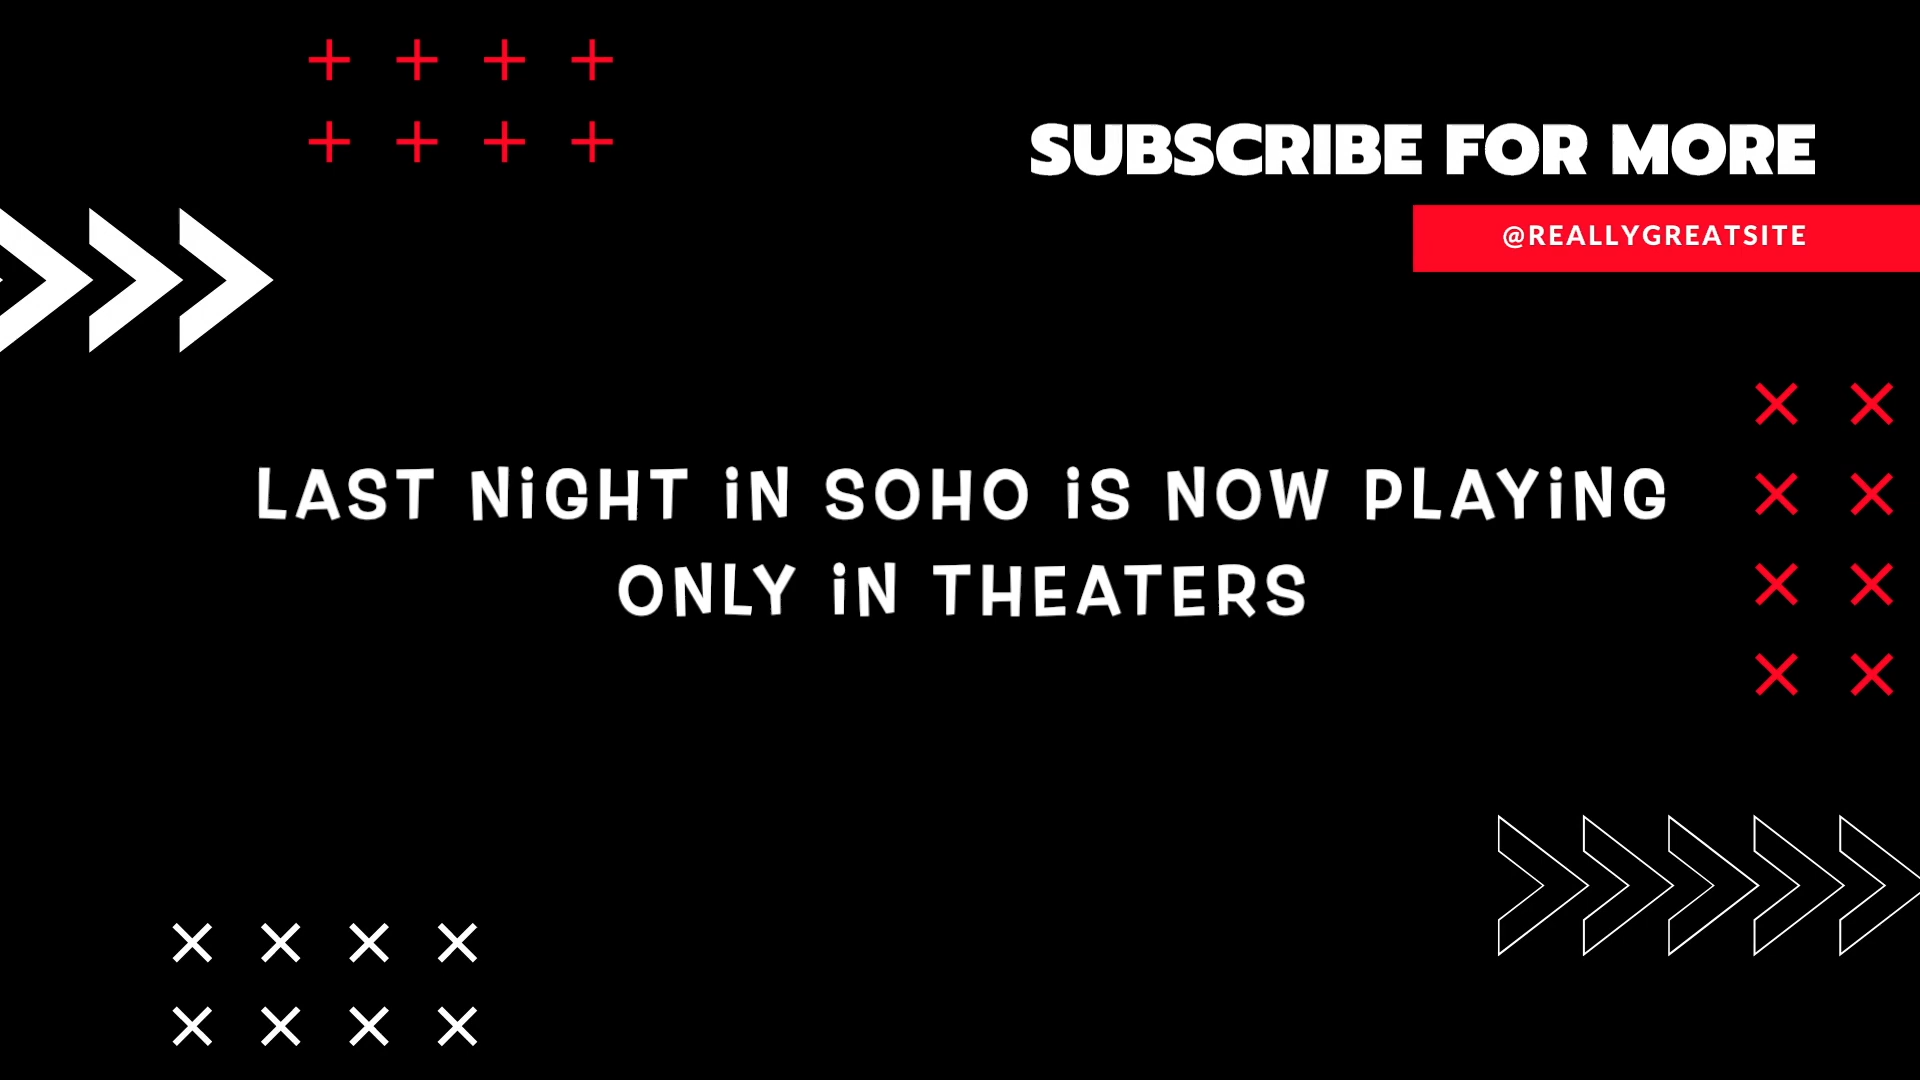 SUBSCRIBE FOR MORE
@REALLYGREATSITE
LAST NiGHT iN SOHO iS NOW PLAYiNG
ONLY iN THEATERS